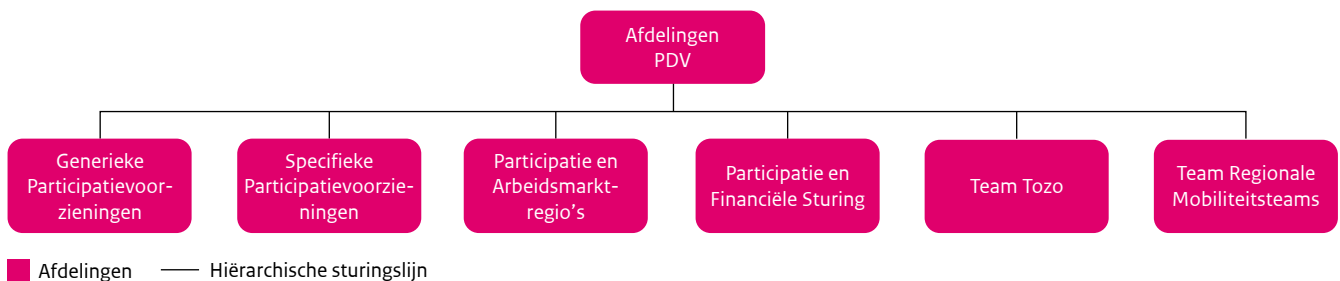 Afdelingen
PDV
Generieke
Participatievoor-
zieningen
Specifieke
Participatievoorzie-
ningen
Participatie en
Arbeidsmarkt-
regio's
Participatie en
Financiële Sturing
Team Tozo
Team Regionale
Mobiliteitsteams
Afdelingen
Hiërarchische sturingslijn